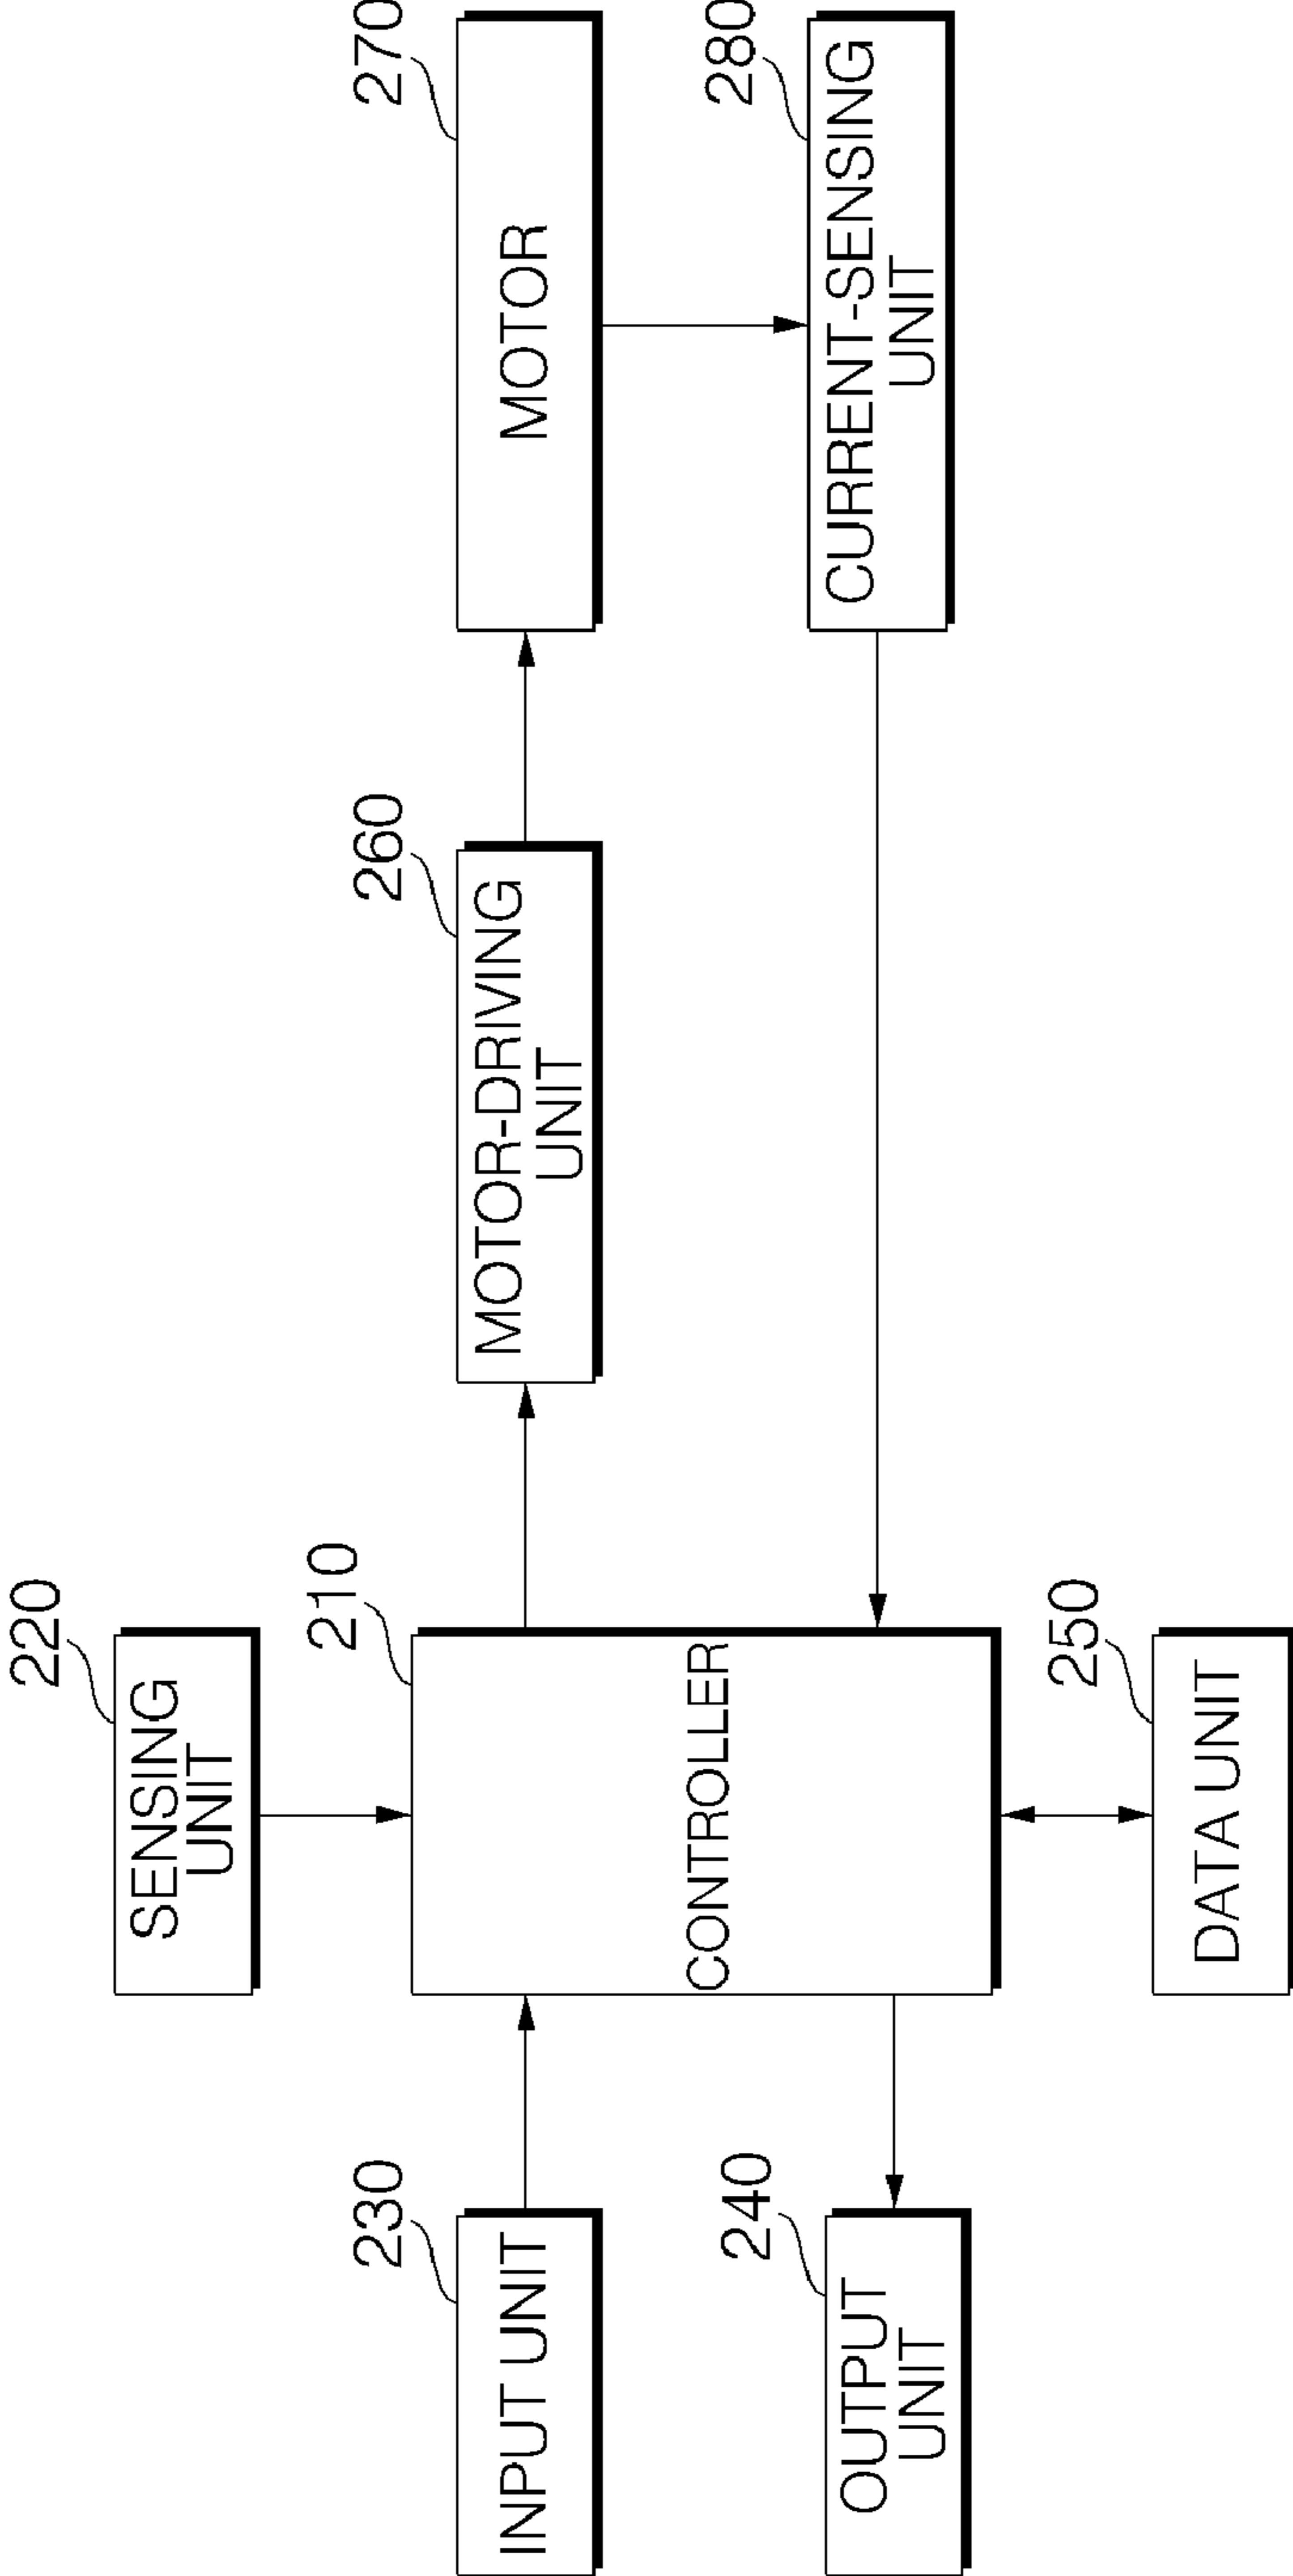 220
SENSING
UNIT
230
INPUT UNIT
210
CONTROLLER
260
MOTOR-DRIVING
UNIT
270
MOTOR
240
OUTPUT
UNIT
280
CURRENT-SENSING
UNIT
250
DATA UNIT